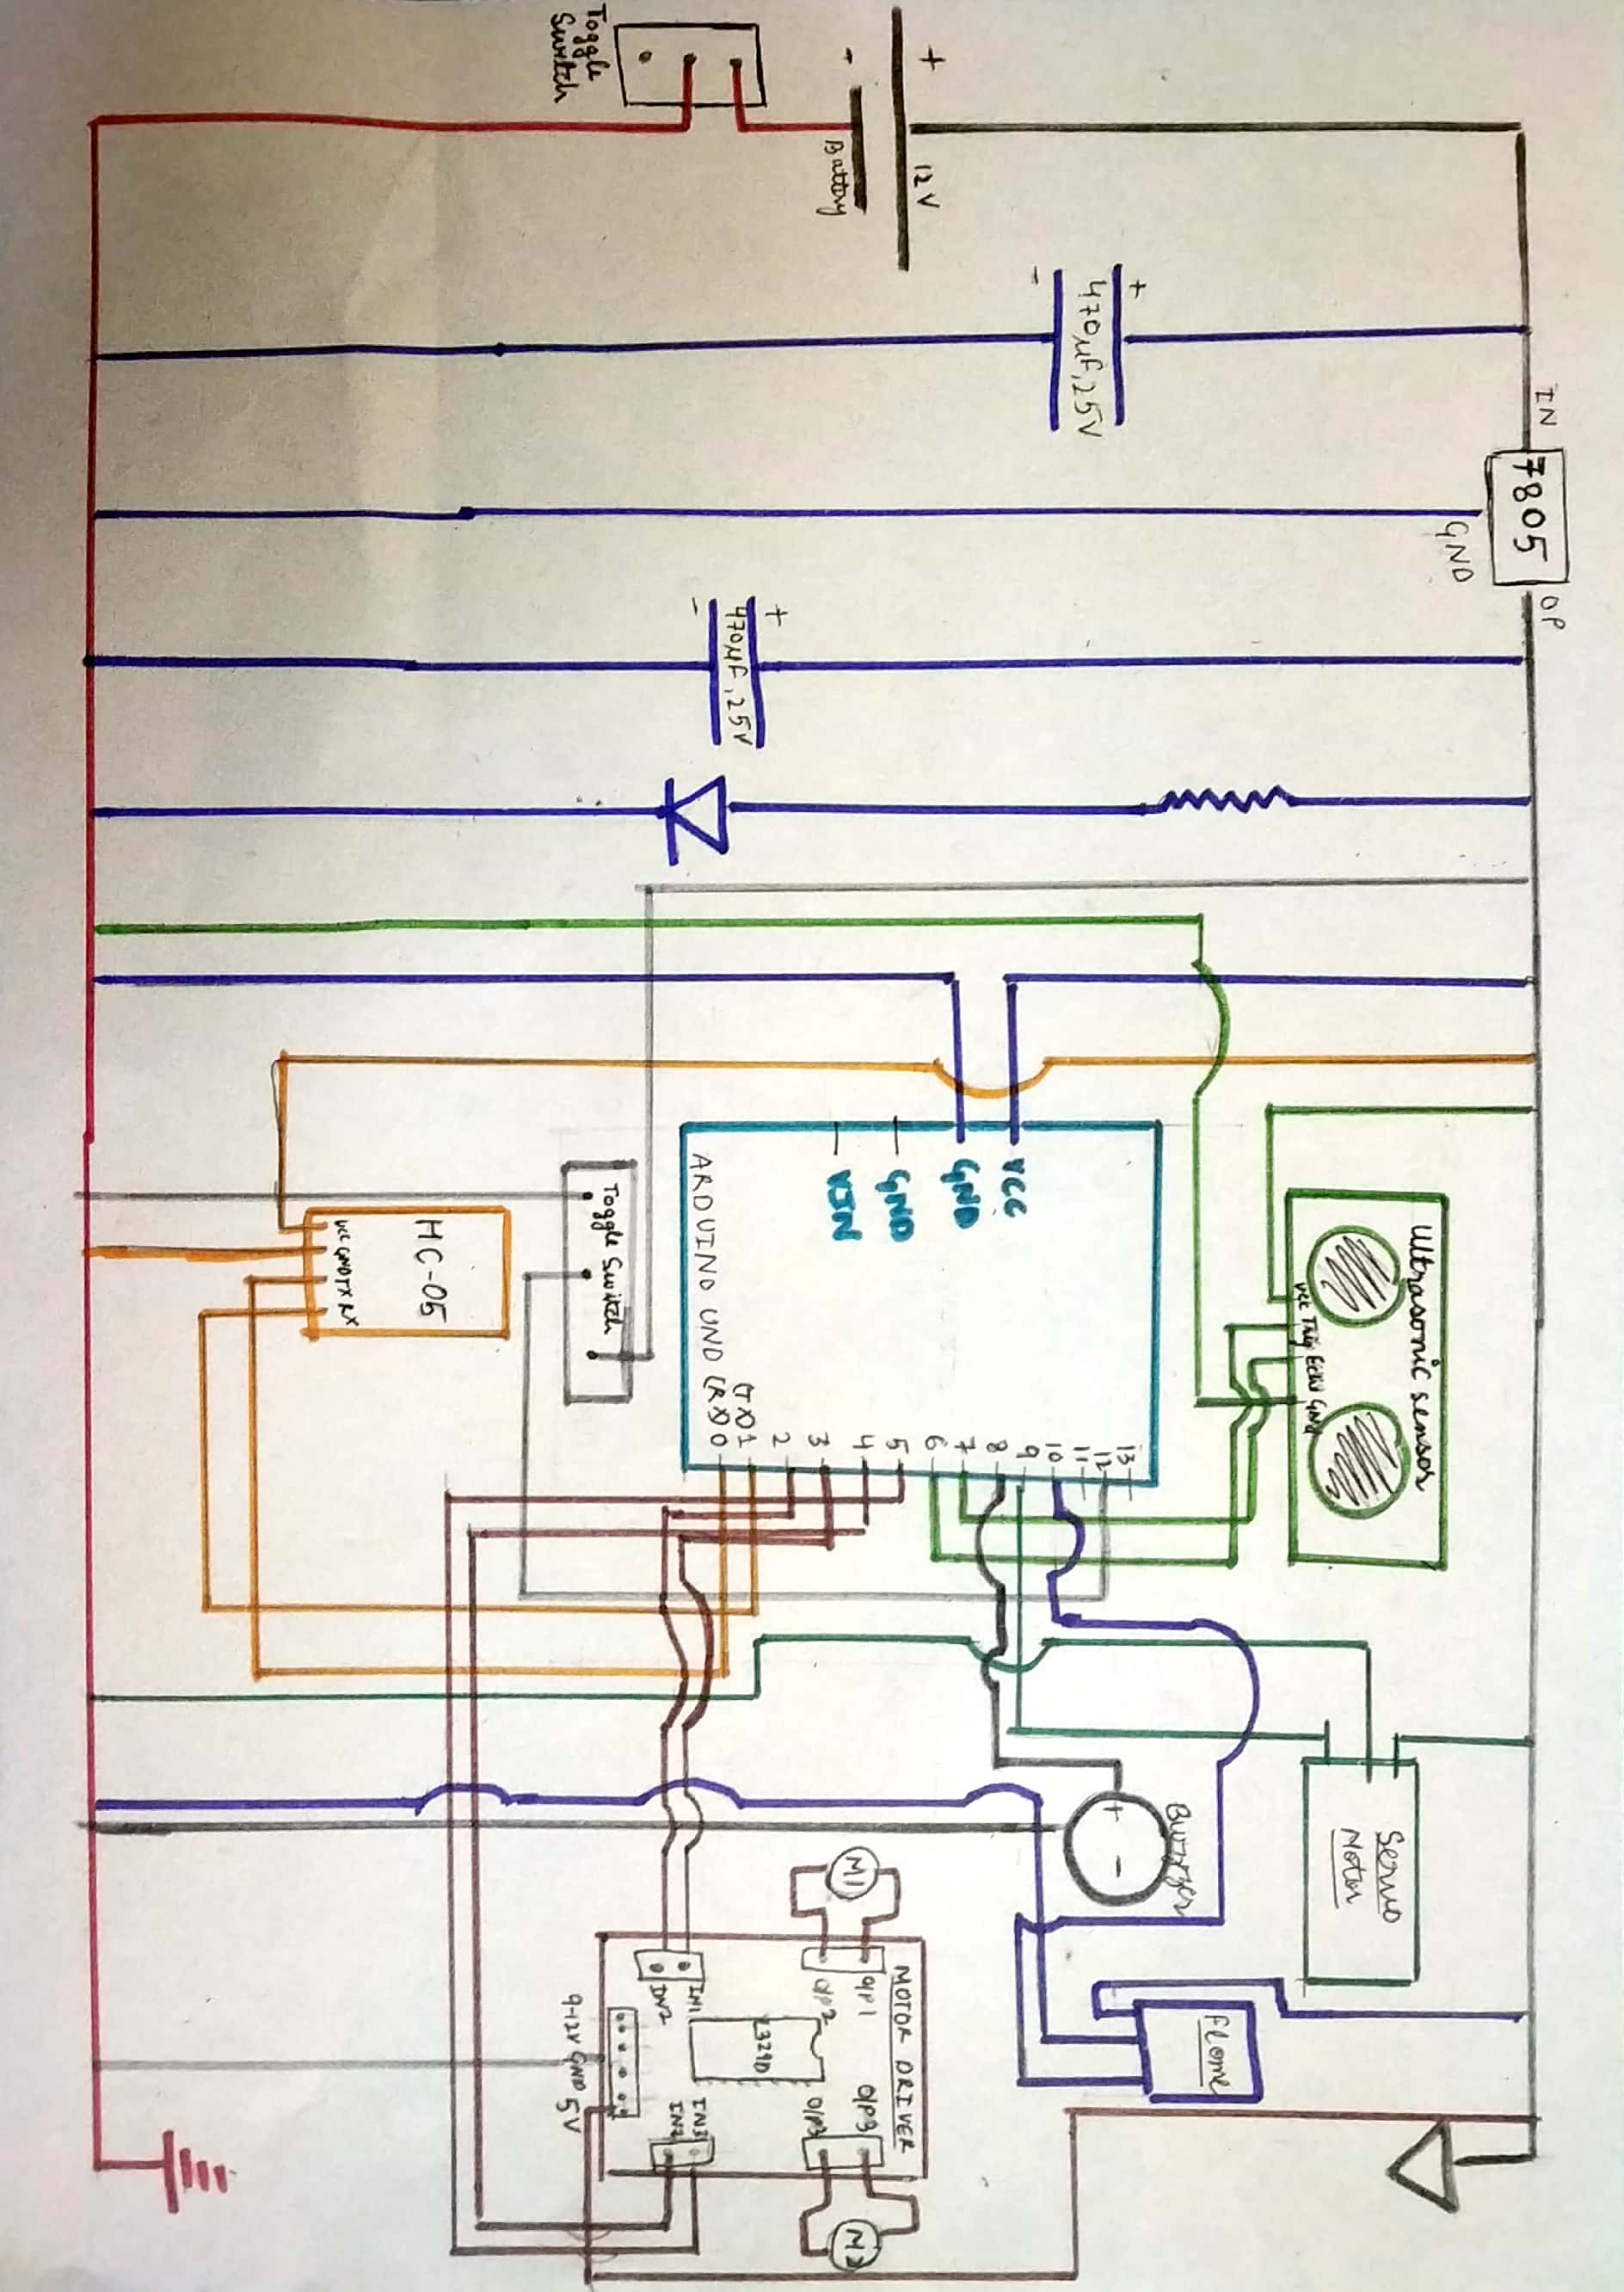 IN
7805
OP
GND
+
470µF,25V
-
+
12V
-
Battery
Toggle
Switch
+
470µF,25V
-
Ultrasonic sensor
Vcc Trig Echo GND
Servo
Motor
Flome
Buzzer
+ -
VCC
GND
GND
VIN
13
12
11
10
9
8
7
6
5
4
3
2
(TX)1
(RX)0
ARDUINO UNO
Toggle Switch
HC-05
VCC GND TX RX
MOTOR DRIVER
M1
O/P1
O/P2
O/P3
O/P3
M2
L329D
IN1
IN2
IN3
IN2
9-12V GND 5V